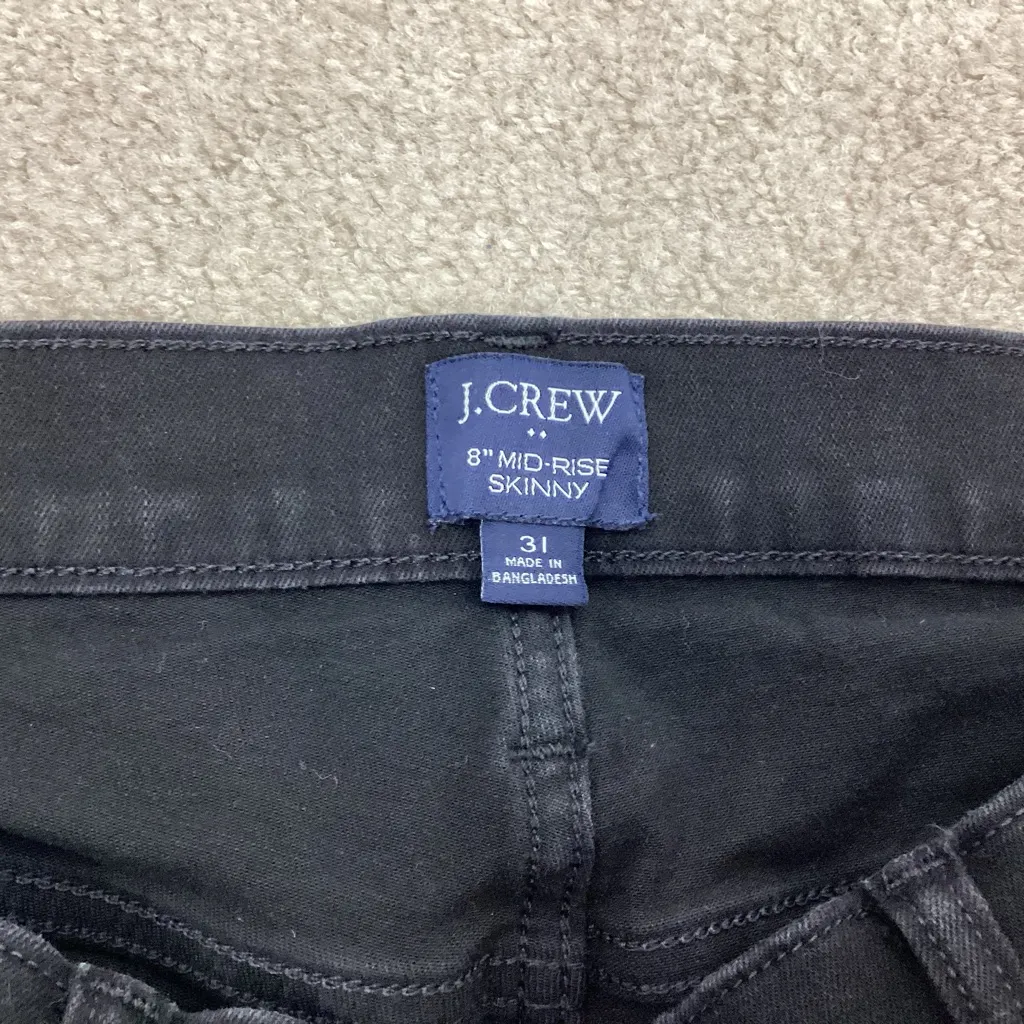 J.CREW
8" MID-RISE
SKINNY
31
MADE IN
BANGLADESH